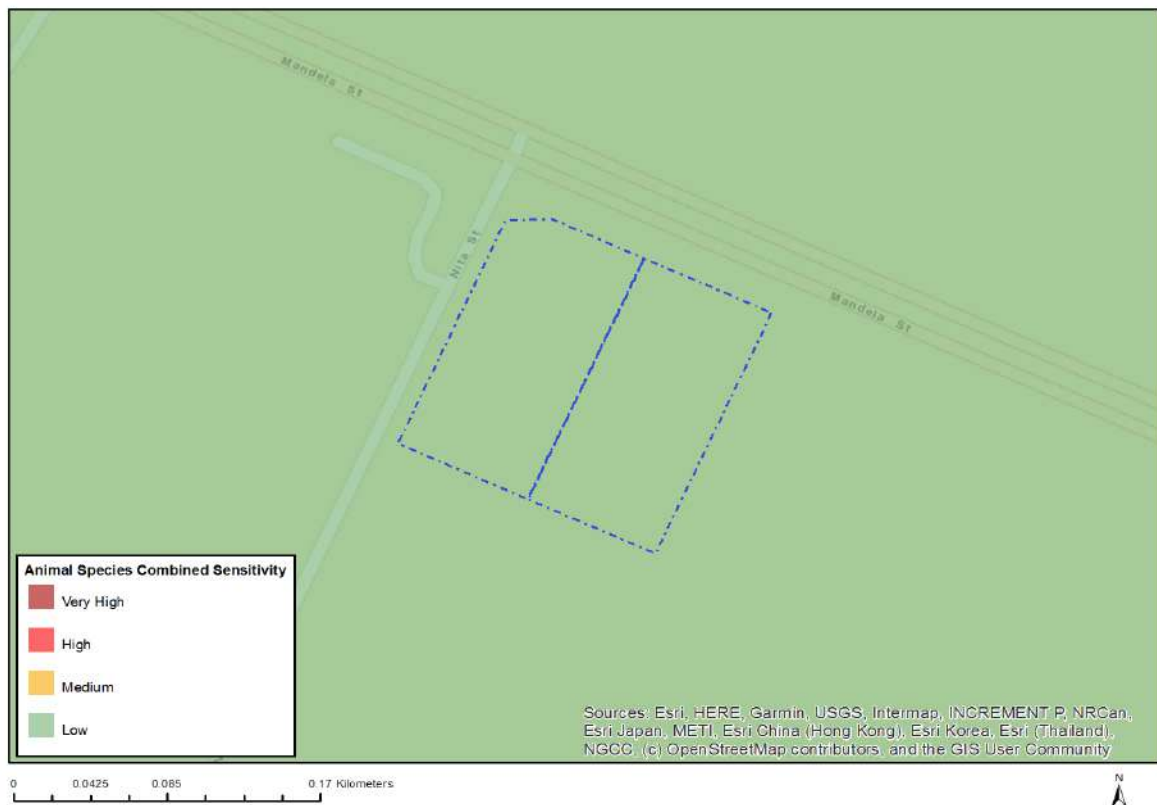 Mandela St
Nita St
Mandela St
Animal Species Combined Sensitivity
Very High
High
Medium
Low
Sources: Esri, HERE, Garmin, USGS, Intermap, INCREMENT P, NRCan,
Esri Japan, METI, Esri China (Hong Kong), Esri Korea, Esri (Thailand),
NGCC, (c) OpenStreetMap contributors, and the GIS User Community
0 0.0425 0.085 0.17 Kilometers
N